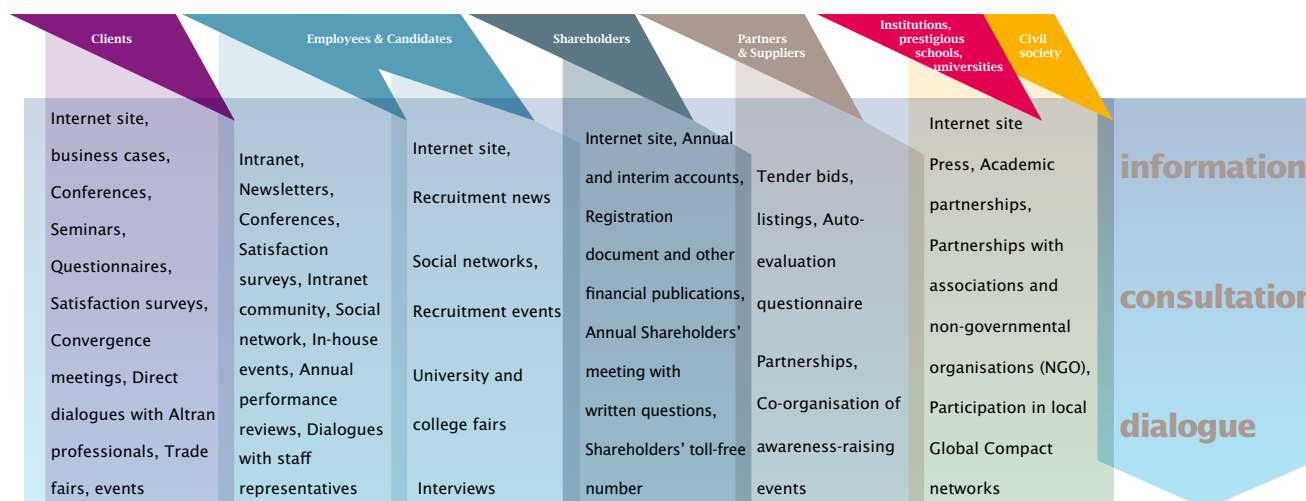 Clients
Employees & Candidates
Shareholders
Partners
& Suppliers
Institutions,
prestigious
schools,
universities
Civil
society
Internet site,
business cases,
Conferences,
Seminars,
Questionnaires,
Satisfaction surveys,
Convergence
meetings, Direct
dialogues with Altran
professionals, Trade
fairs, events
Intranet,
Newsletters,
Conferences,
Satisfaction
surveys, Intranet
community, Social
network, In-house
events, Annual
performance
reviews, Dialogues
with staff
representatives
Internet site,
Recruitment news
Social networks,
Recruitment events
University and
college fairs
Interviews
Internet site, Annual
and interim accounts,
Registration
document and other
financial publications,
Annual Shareholders’
meeting with
written questions,
Shareholders’ toll-free
number
Tender bids,
listings, Auto-
evaluation
questionnaire
Partnerships,
Co-organisation of
awareness-raising
events
Internet site
Press, Academic
partnerships,
Partnerships with
associations and
non-governmental
organisations (NGO),
Participation in local
Global Compact
networks
information
consultation
dialogue